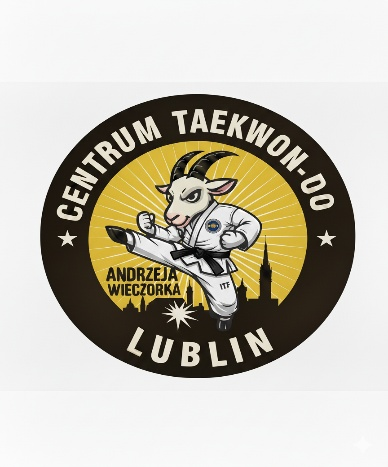 CENTRUM TAEKWON-DO
ANDRZEJA
WIECZORKA
ITF
LUBLIN